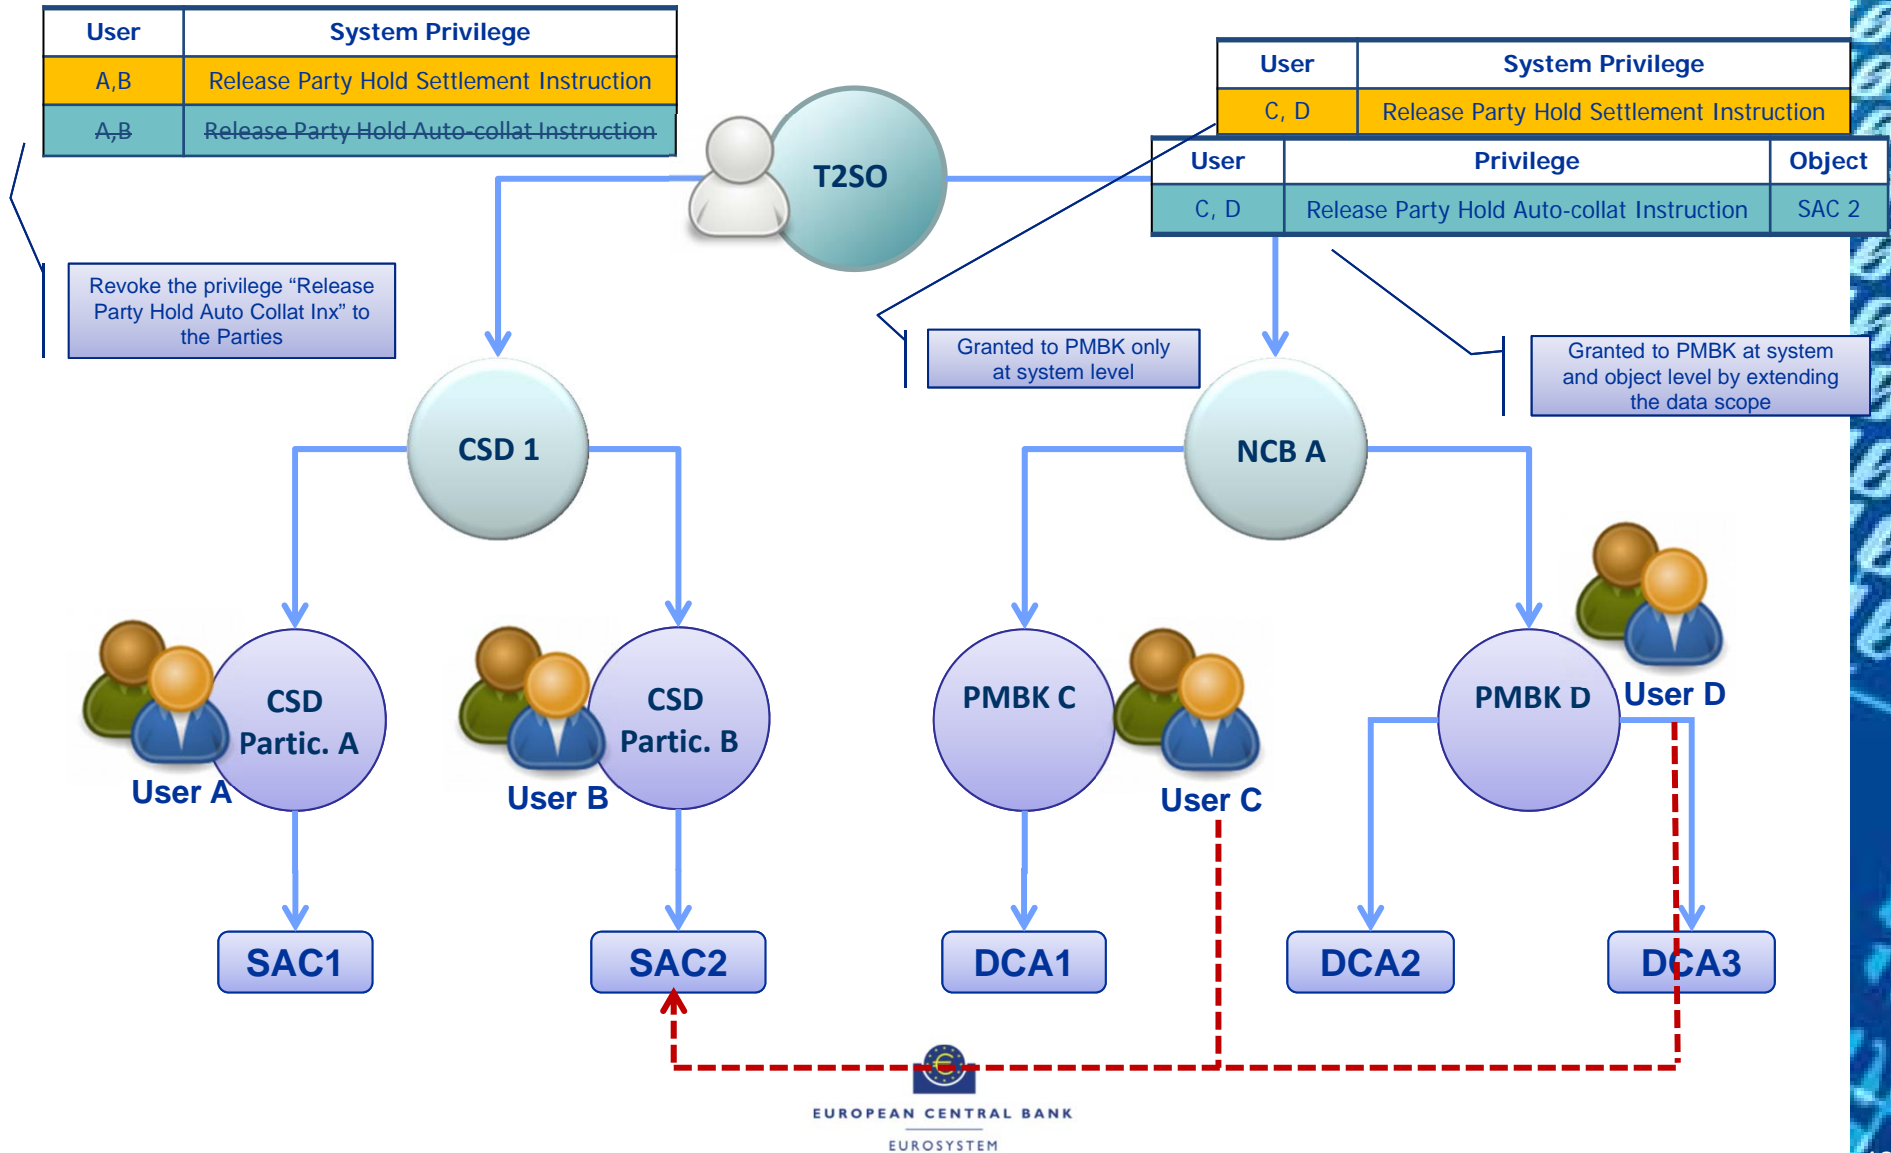 User System Privilege
A,B Release Party Hold Settlement Instruction
A,B Release Party Hold Auto-collat Instruction
User System Privilege
C, D Release Party Hold Settlement Instruction
User Privilege Object
C, D Release Party Hold Auto-collat Instruction SAC 2
T2SO
Revoke the privilege “Release
Party Hold Auto Collat Inx” to
the Parties
Granted to PMBK only
at system level
Granted to PMBK at system
and object level by extending
the data scope
CSD 1
NCB A
CSD
Partic. A
User A
CSD
Partic. B
User B
PMBK C
User C
PMBK D
User D
SAC1
SAC2
DCA1
DCA2
DCA3
EUROPEAN CENTRAL BANK
EUROSYSTEM